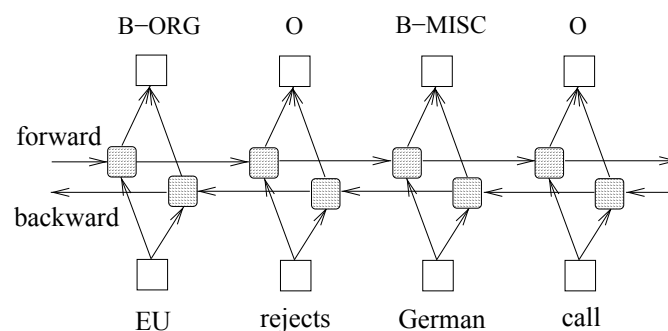 B−ORG O B−MISC O
forward
backward
EU rejects German call